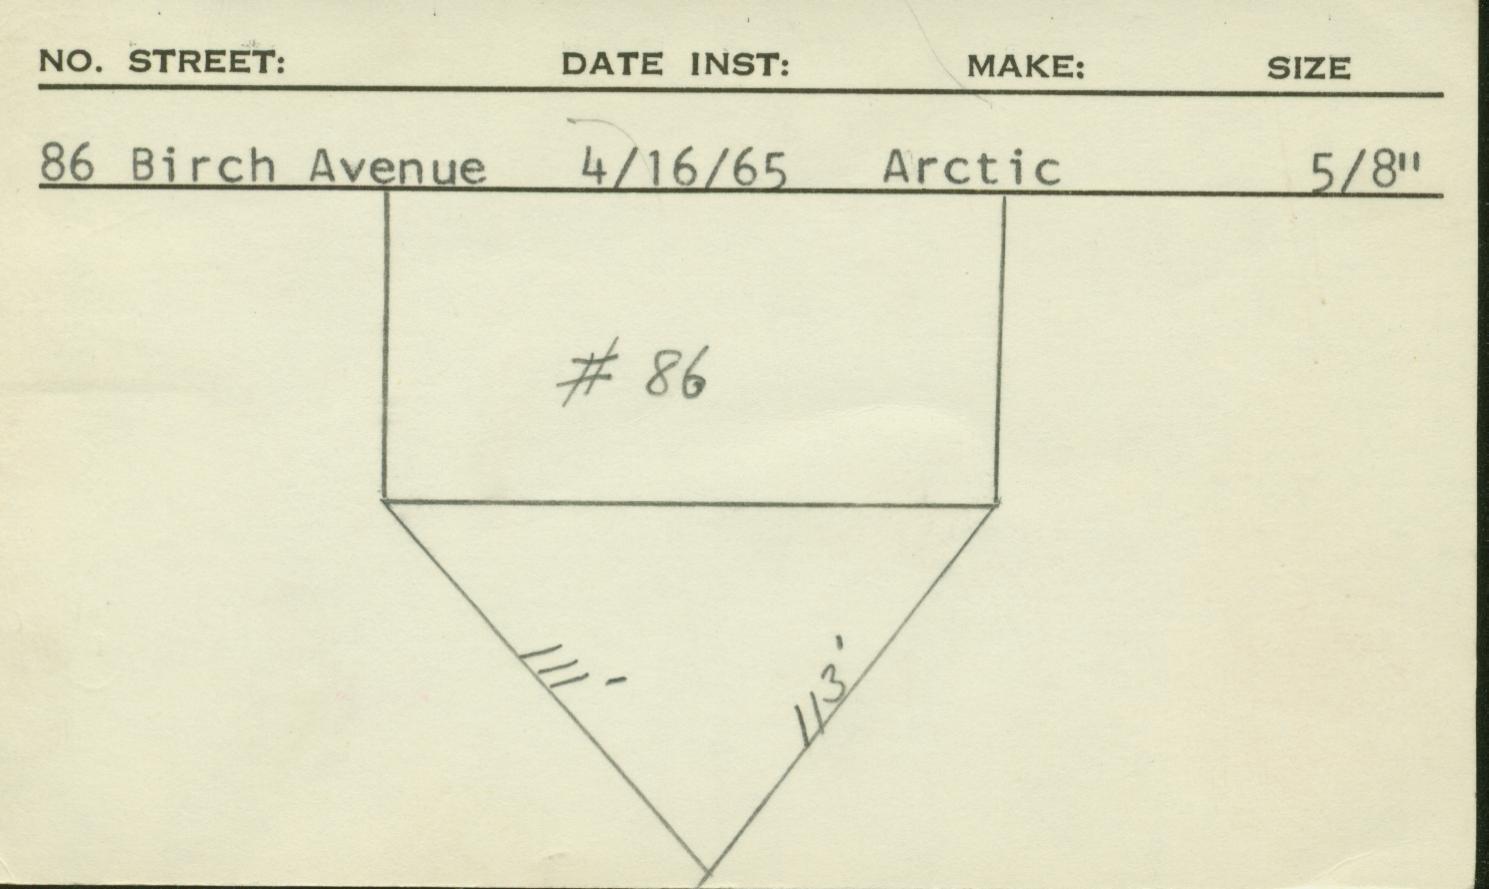 NO. STREET: DATE INST: MAKE: SIZE
86 Birch Avenue 4/16/65 Arctic 5/8"
# 86
111'
113'